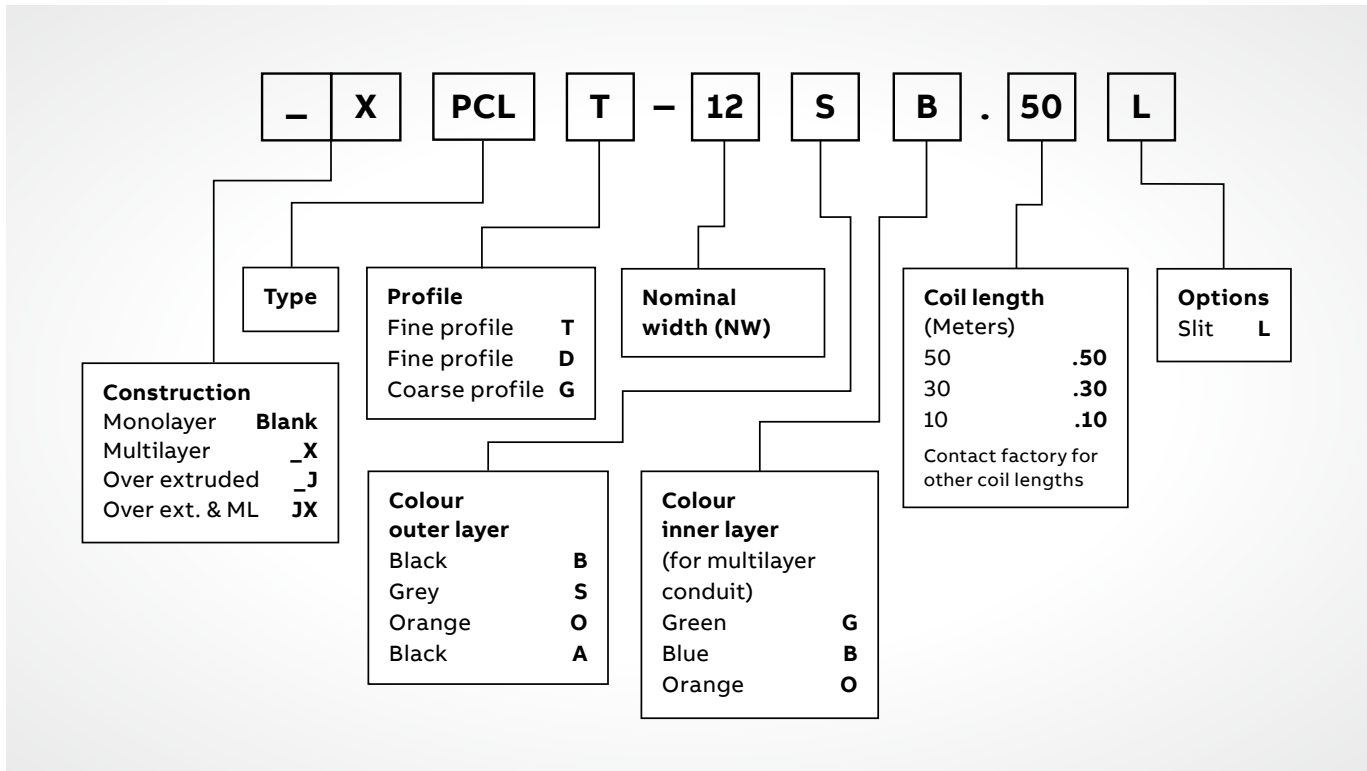 _ X PCL T – 12 S B . 50 L
Type
Profile
Fine profile T
Fine profile D
Coarse profile G
Nominal
width (NW)
Coil length
(Meters)
50 .50
30 .30
10 .10
Contact factory for
other coil lengths
Options
Slit L
Construction
Monolayer Blank
Multilayer _X
Over extruded _J
Over ext. & ML JX
Colour
outer layer
Black B
Grey S
Orange O
Black A
Colour
inner layer
(for multilayer
conduit)
Green G
Blue B
Orange O